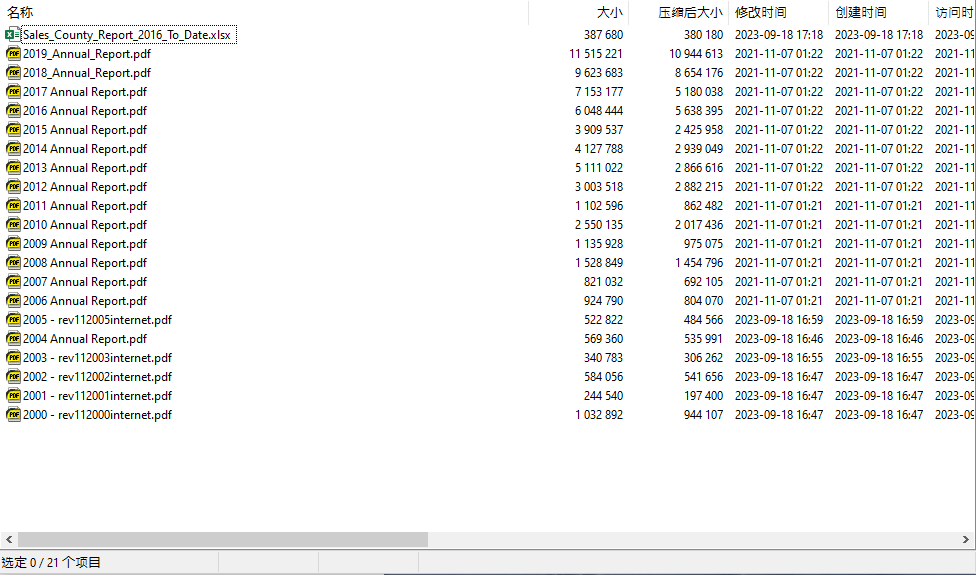 名称 大小 压缩后大小 修改时间 创建时间 访问时
Sales_County_Report_2016_To_Date.xlsx 387 680 380 180 2023-09-18 17:18 2023-09-18 17:18 2023-09
2019_Annual_Report.pdf 11 515 221 10 944 613 2021-11-07 01:22 2021-11-07 01:22 2021-11
2018_Annual_Report.pdf 9 623 683 8 654 176 2021-11-07 01:22 2021-11-07 01:22 2021-11
2017 Annual Report.pdf 7 153 177 5 180 038 2021-11-07 01:22 2021-11-07 01:22 2021-11
2016 Annual Report.pdf 6 048 444 5 638 395 2021-11-07 01:22 2021-11-07 01:22 2021-11
2015 Annual Report.pdf 3 909 537 2 425 958 2021-11-07 01:22 2021-11-07 01:22 2021-11
2014 Annual Report.pdf 4 127 788 2 939 049 2021-11-07 01:22 2021-11-07 01:22 2021-11
2013 Annual Report.pdf 5 111 022 2 866 616 2021-11-07 01:22 2021-11-07 01:22 2021-11
2012 Annual Report.pdf 3 003 518 2 882 215 2021-11-07 01:22 2021-11-07 01:22 2021-11
2011 Annual Report.pdf 1 102 596 862 482 2021-11-07 01:21 2021-11-07 01:21 2021-11
2010 Annual Report.pdf 2 550 135 2 017 436 2021-11-07 01:21 2021-11-07 01:21 2021-11
2009 Annual Report.pdf 1 135 928 975 075 2021-11-07 01:21 2021-11-07 01:21 2021-11
2008 Annual Report.pdf 1 528 849 1 454 796 2021-11-07 01:21 2021-11-07 01:21 2021-11
2007 Annual Report.pdf 821 032 692 105 2021-11-07 01:21 2021-11-07 01:21 2021-11
2006 Annual Report.pdf 924 790 804 070 2021-11-07 01:21 2021-11-07 01:21 2021-11
2005 - rev112005internet.pdf 522 822 484 566 2023-09-18 16:59 2023-09-18 16:59 2023-09
2004 Annual Report.pdf 569 360 535 991 2023-09-18 16:46 2023-09-18 16:46 2023-09
2003 - rev112003internet.pdf 340 783 306 262 2023-09-18 16:55 2023-09-18 16:55 2023-09
2002 - rev112002internet.pdf 584 056 541 656 2023-09-18 16:47 2023-09-18 16:47 2023-09
2001 - rev112001internet.pdf 244 540 197 400 2023-09-18 16:47 2023-09-18 16:47 2023-09
2000 - rev112000internet.pdf 1 032 892 944 107 2023-09-18 16:47 2023-09-18 16:47 2023-09
选定 0 / 21 个项目